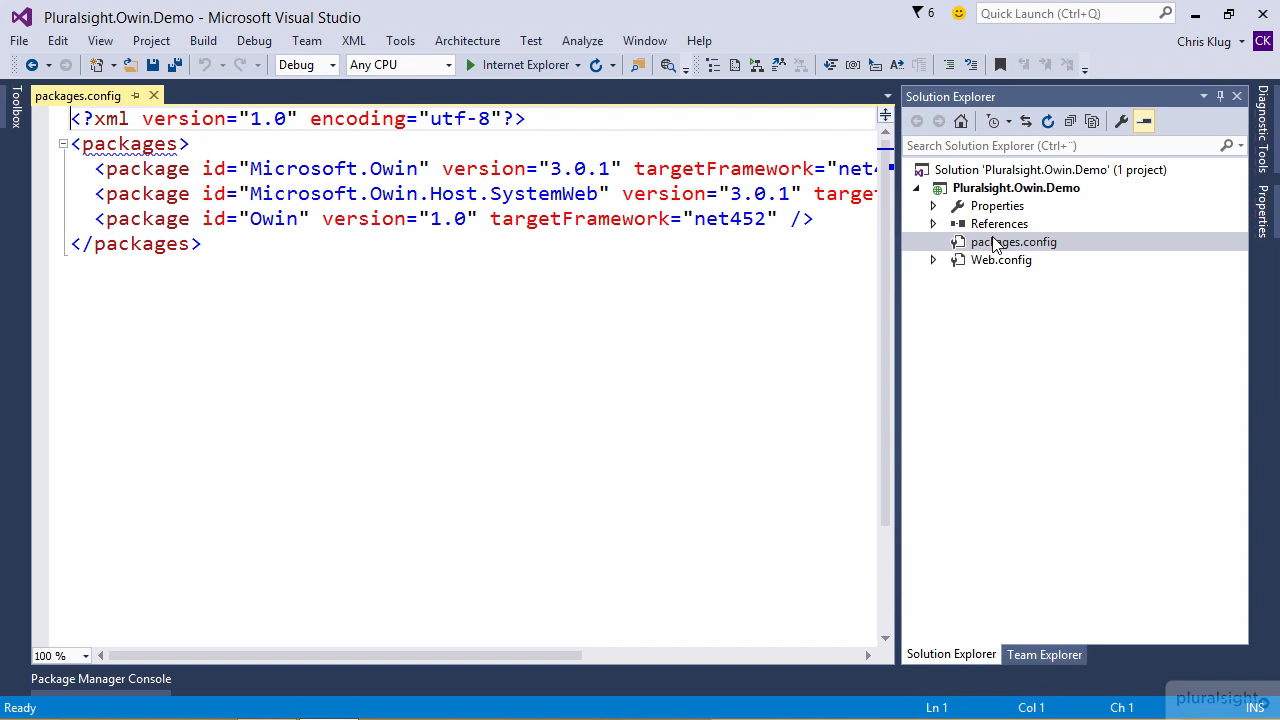 Pluralsight.Owin.Demo - Microsoft Visual Studio
6
Quick Launch (Ctrl+Q)
File Edit View Project Build Debug Team XML Tools Architecture Test Analyze Window Help
Chris Klug
CK
Debug
Any CPU
Internet Explorer
Toolbox
packages.config
<?xml version="1.0" encoding="utf-8"?>
<packages>
<package id="Microsoft.Owin" version="3.0.1" targetFramework="net4
<package id="Microsoft.Owin.Host.SystemWeb" version="3.0.1" targe
<package id="Owin" version="1.0" targetFramework="net452" />
</packages>
100 %
Solution Explorer
Search Solution Explorer (Ctrl+¨)
Solution 'Pluralsight.Owin.Demo' (1 project)
Pluralsight.Owin.Demo
Properties
References
packages.config
Web.config
Solution Explorer
Team Explorer
Diagnostic Tools
Properties
Package Manager Console
Ready
Ln 1
Col 1
Ch 1
INS
pluralsight